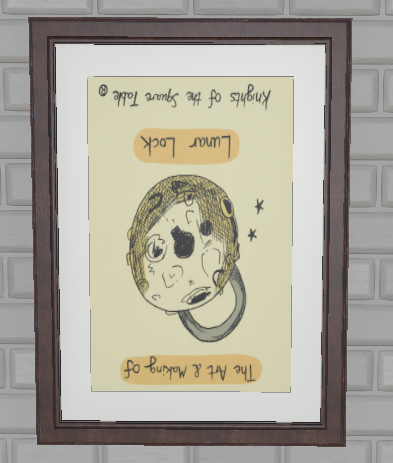 The Art & Making of
Lunar Lock
Knights of the Square Table ®